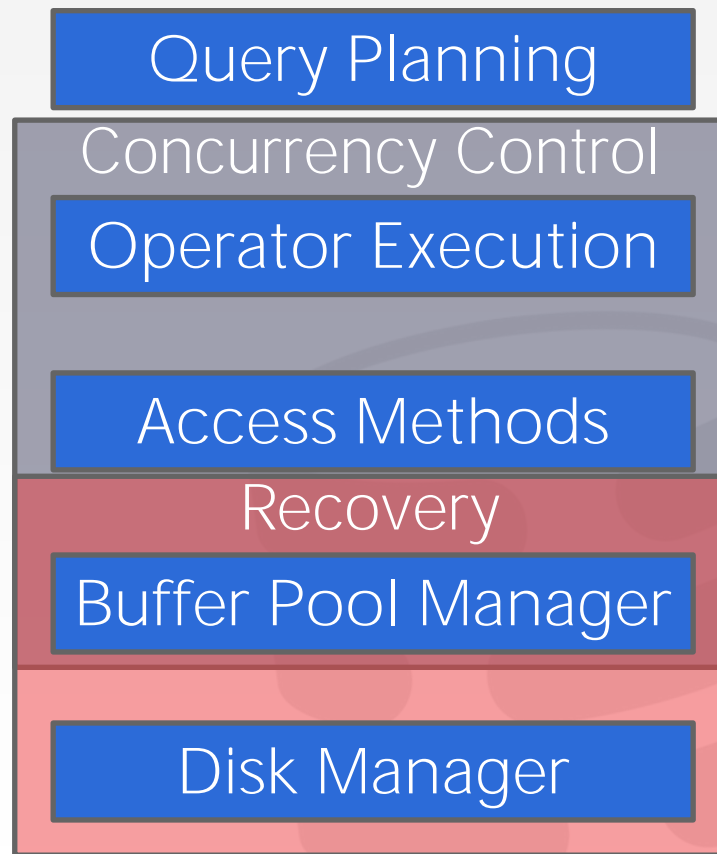 Query Planning
Concurrency Control
Operator Execution
Access Methods
Recovery
Buffer Pool Manager
Disk Manager